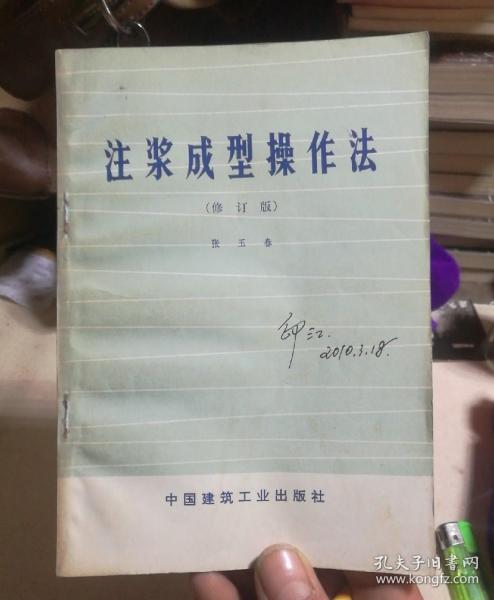 注浆成型操作法
（修订版）
张玉春
2010.3.18.
中国建筑工业出版社
孔夫子旧书网
www.kongfz.com